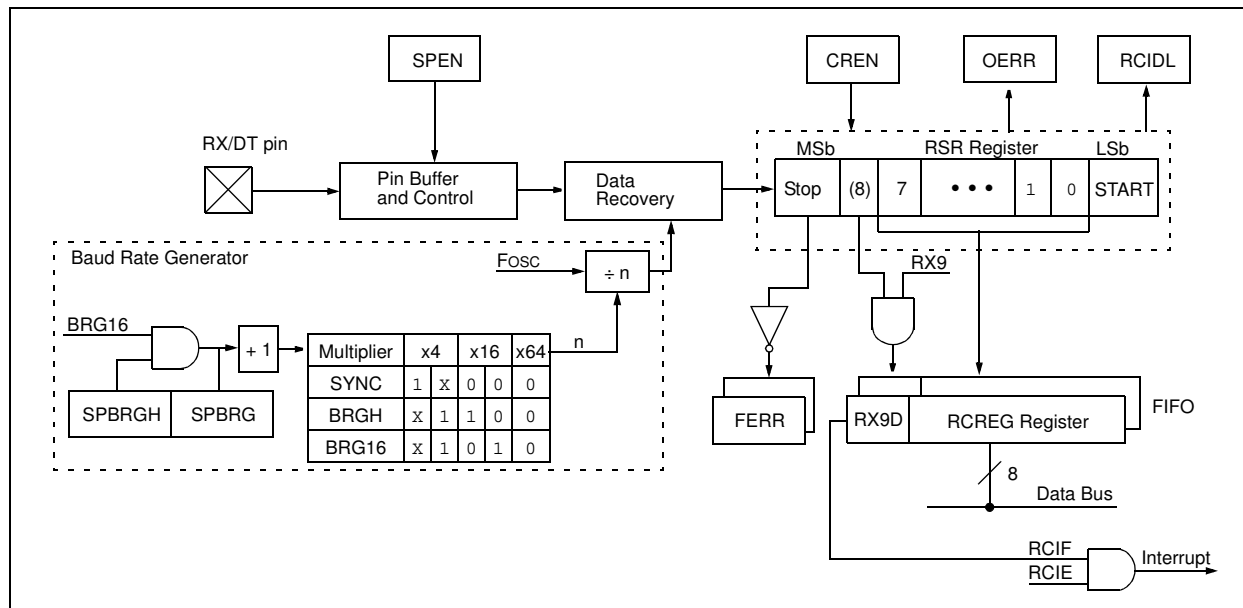 SPEN
CREN
OERR
RCIDL
RX/DT pin
Pin Buffer
and Control
Data
Recovery
MSb
RSR Register
LSb
Stop (8) 7 • • • 1 0 START
Baud Rate Generator
FOSC
÷ n
RX9
BRG16
+ 1
n
Multiplier x4 x16 x64
SYNC 1 X 0 0 0
BRGH X 1 1 0 0
BRG16 X 1 0 1 0
SPBRGH SPBRG
FERR
RX9D
RCREG Register
FIFO
8
Data Bus
RCIF
RCIE
Interrupt